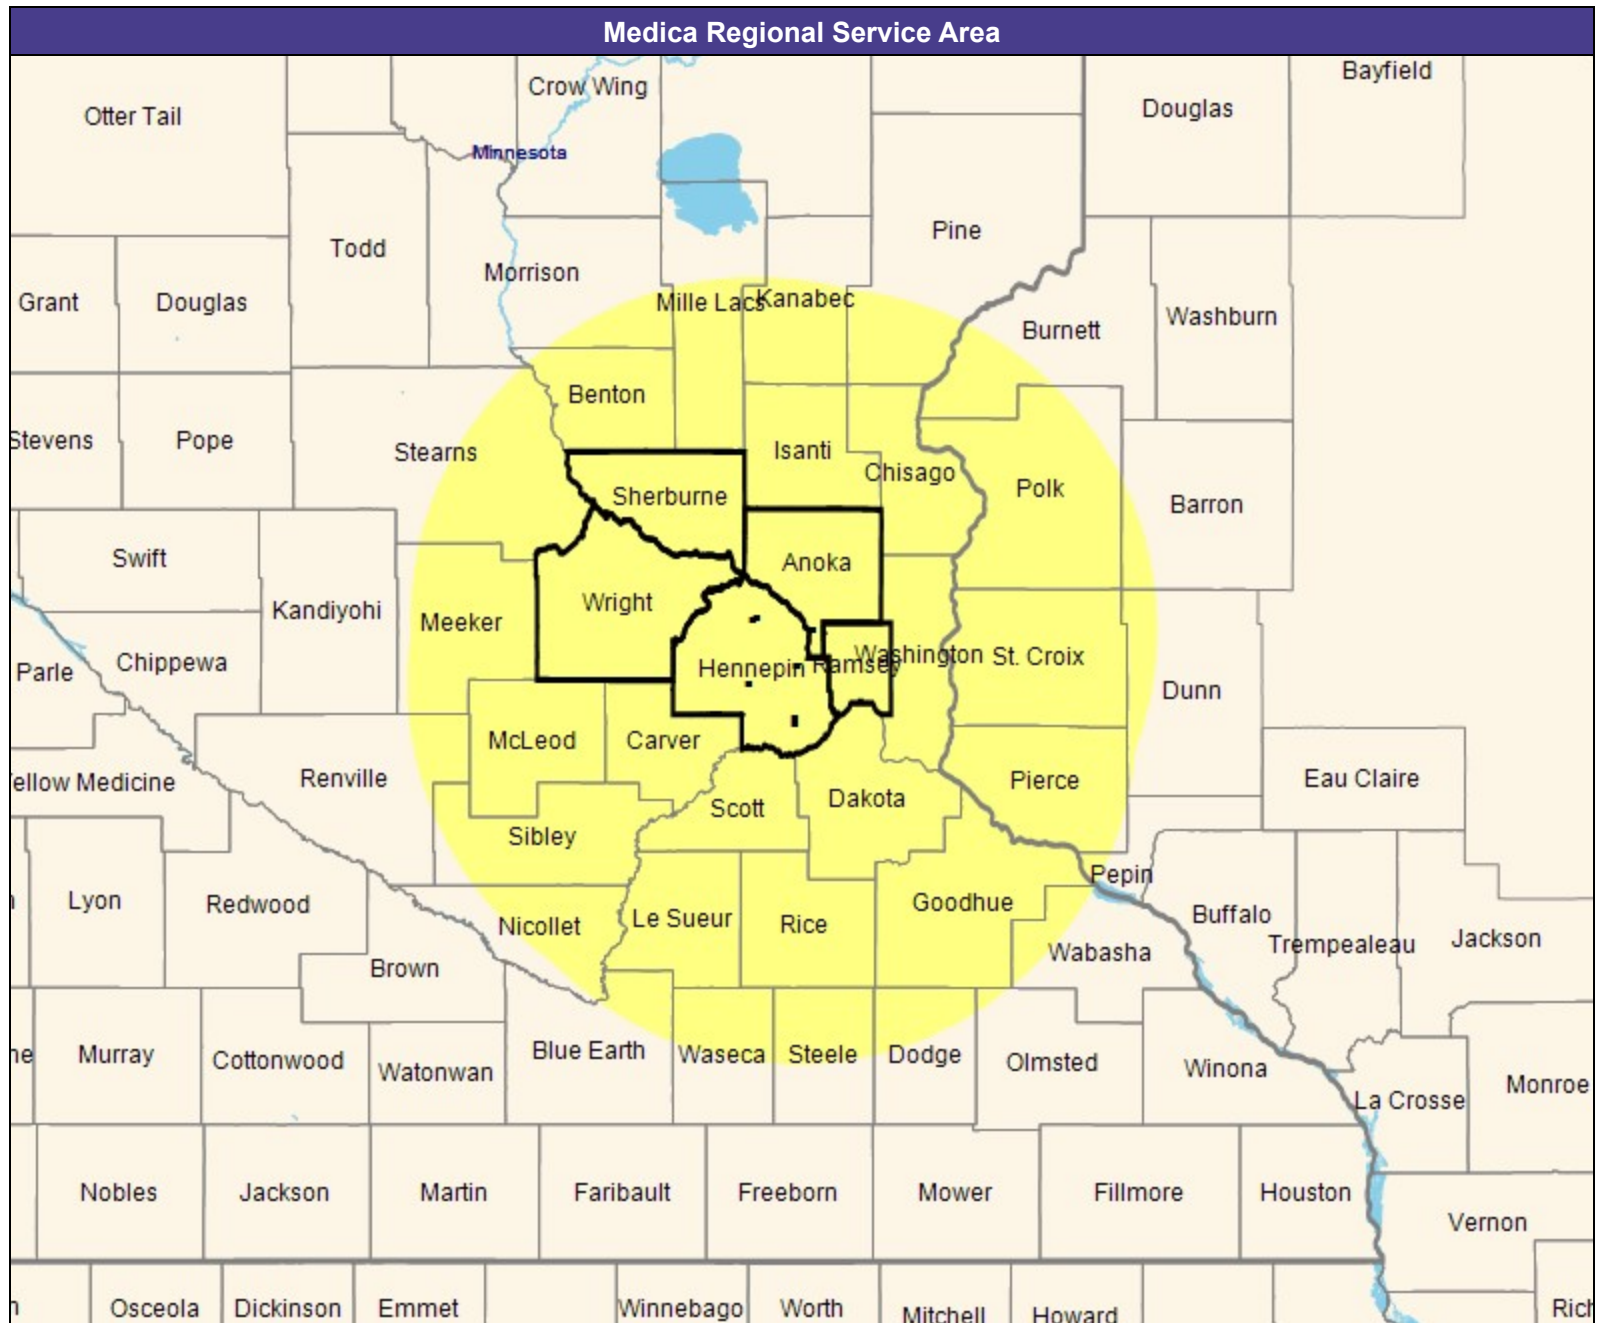 Medica Regional Service Area
Bayfield
Crow Wing
Douglas
Otter Tail
Minnesota
Pine
Todd
Morrison
Grant
Douglas
Mille Lacs
Kanabec
Washburn
Burnett
Benton
Stevens
Pope
Stearns
Isanti
Chisago
Polk
Sherburne
Barron
Swift
Anoka
Wright
Kandiyohi
Meeker
Washington
St. Croix
Chippewa
Parle
Hennepin
Ramsey
Dunn
McLeod
Carver
Renville
Eau Claire
ellow Medicine
Pierce
Dakota
Scott
Sibley
Pepin
Lyon
Redwood
Goodhue
Buffalo
Le Sueur
Rice
Nicollet
Trempealeau
Jackson
Wabasha
Brown
Blue Earth
ne
Murray
Cottonwood
Waseca
Steele
Dodge
Olmsted
Winona
Watonwan
Monroe
La Crosse
Nobles
Jackson
Martin
Faribault
Freeborn
Mower
Fillmore
Houston
Vernon
Osceola
Dickinson
Emmet
Winnebago
Worth
Mitchell
Howard
Rich